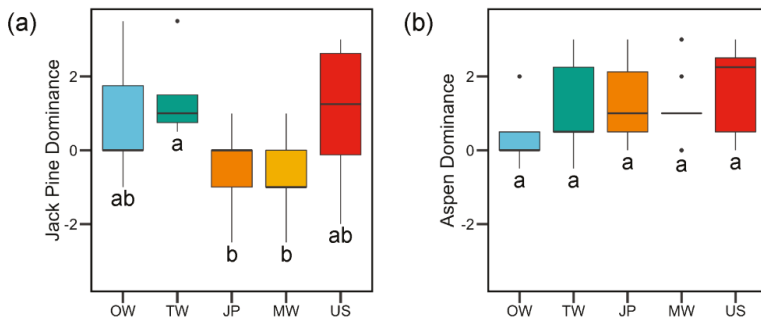 (a)
Jack Pine Dominance
2
0
-2
ab
a
b
b
ab
OW TW JP MW US
(b)
Aspen Dominance
2
0
-2
a
a
a
a
a
OW TW JP MW US